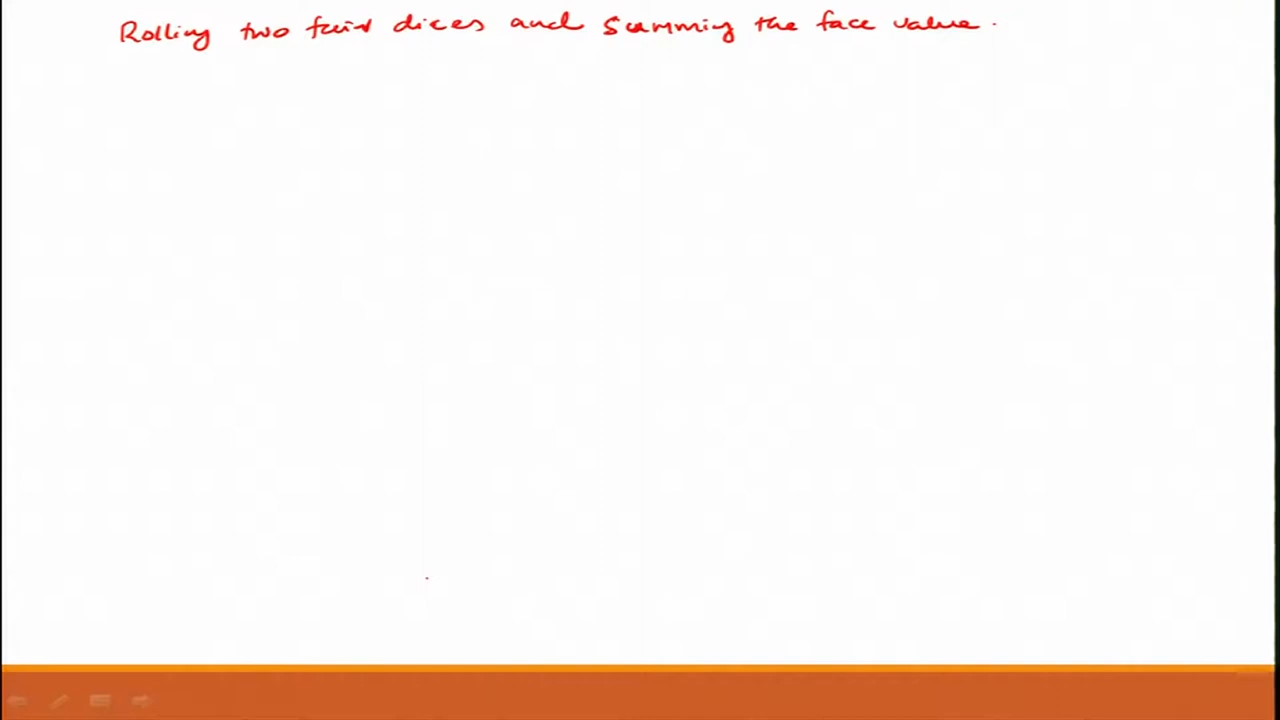 Rolling two fair dices and summing the face value.